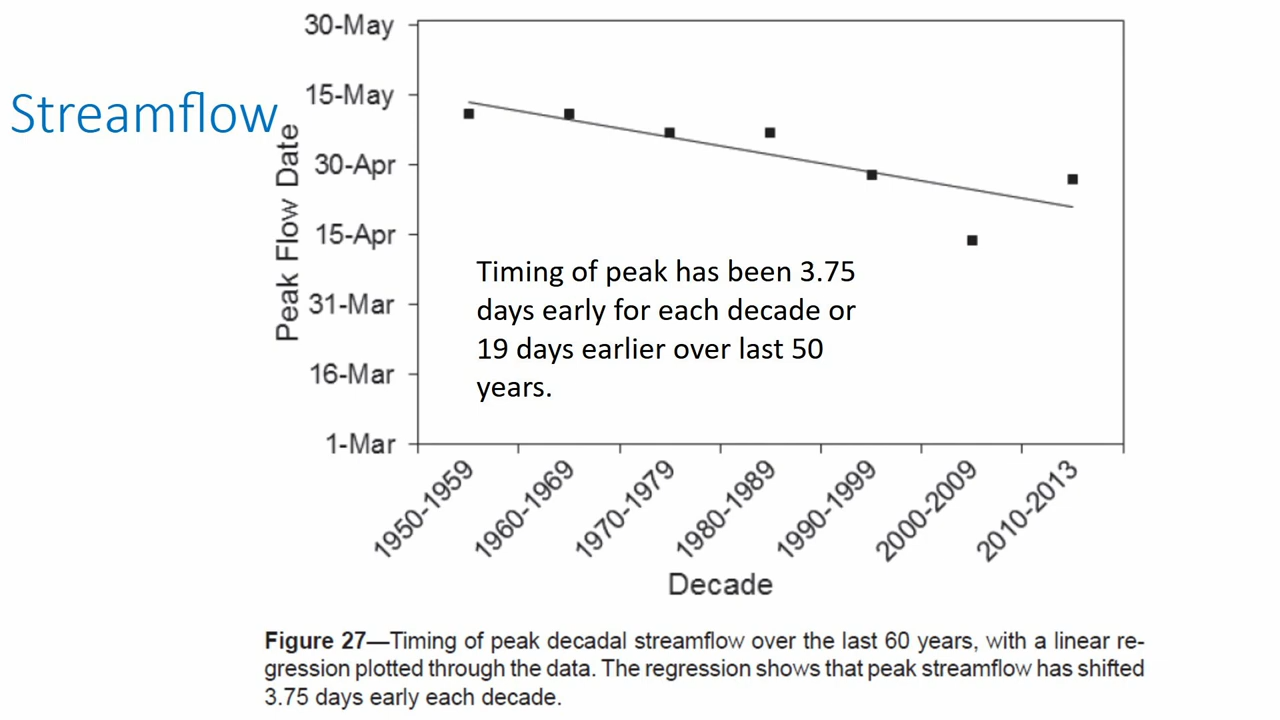 Streamflow
30-May
15-May
30-Apr
15-Apr
31-Mar
16-Mar
1-Mar
Peak Flow Date
Timing of peak has been 3.75
days early for each decade or
19 days earlier over last 50
years.
1950-1959
1960-1969
1970-1979
1980-1989
1990-1999
2000-2009
2010-2013
Decade
Figure 27—Timing of peak decadal streamflow over the last 60 years, with a linear re-
gression plotted through the data. The regression shows that peak streamflow has shifted
3.75 days early each decade.